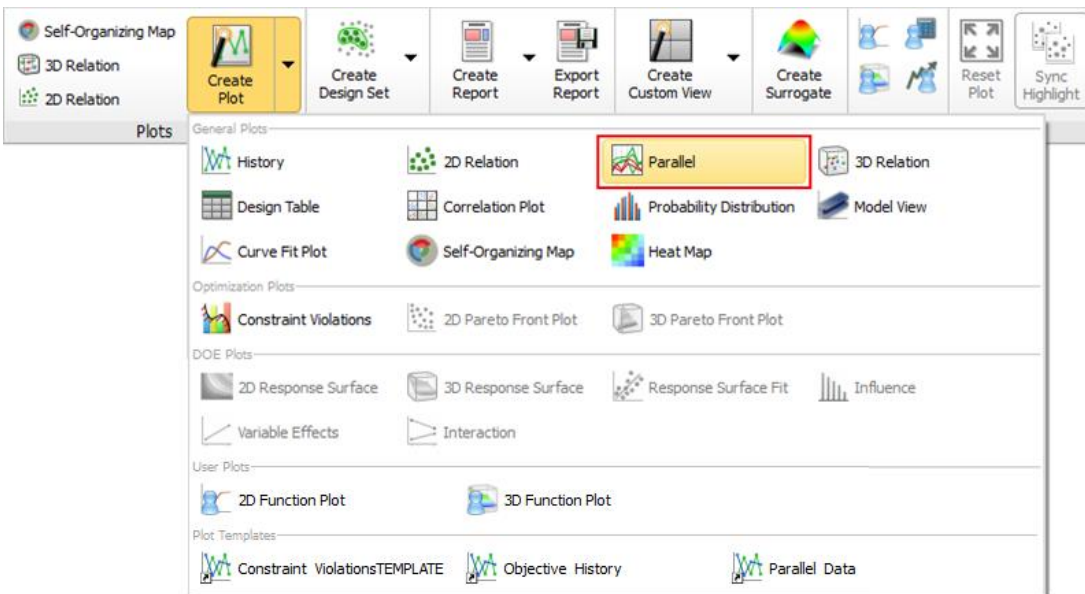 Self-Organizing Map
3D Relation
2D Relation
Plots
Create
Plot
Create
Design Set
Create
Report
Export
Report
Create
Custom View
Create
Surrogate
Reset
Plot
Sync
Highlight
General Plots
History
2D Relation
Parallel
3D Relation
Design Table
Correlation Plot
Probability Distribution
Model View
Curve Fit Plot
Self-Organizing Map
Heat Map
Optimization Plots
Constraint Violations
2D Pareto Front Plot
3D Pareto Front Plot
DOE Plots
2D Response Surface
3D Response Surface
Response Surface Fit
Influence
Variable Effects
Interaction
User Plots
2D Function Plot
3D Function Plot
Plot Templates
Constraint ViolationsTEMPLATE
Objective History
Parallel Data